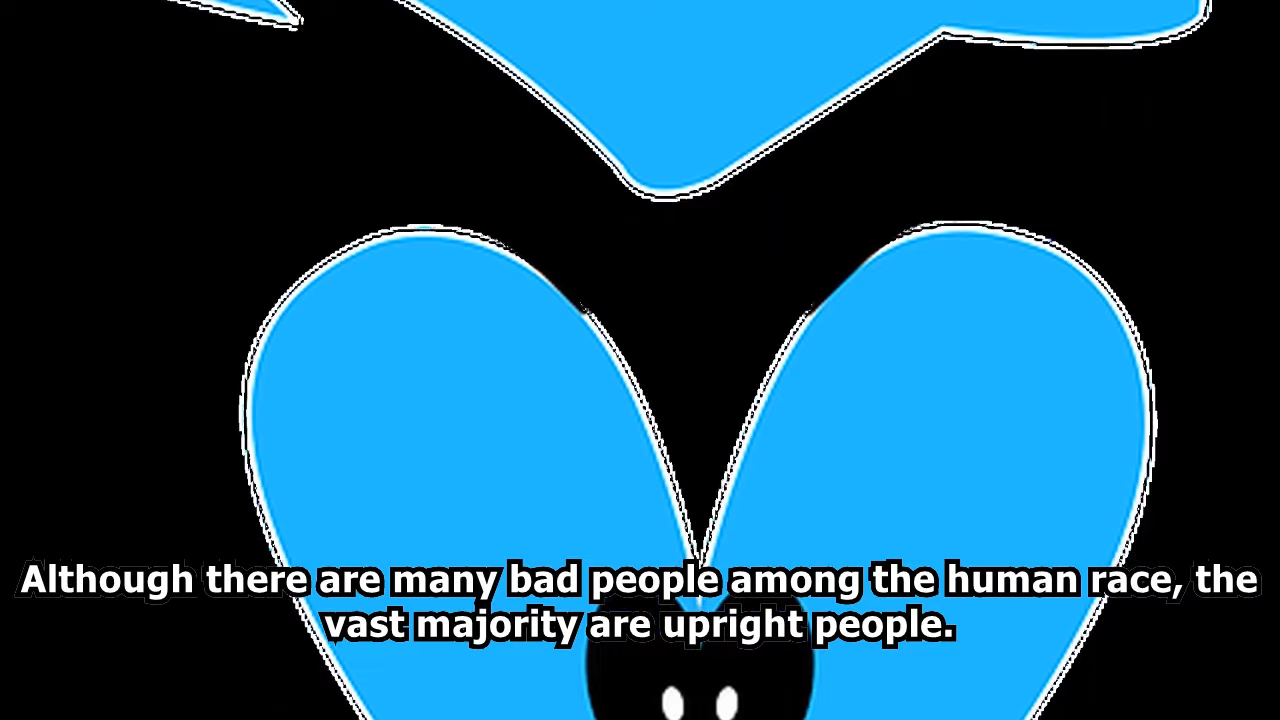 Although there are many bad people among the human race, the
vast majority are upright people.